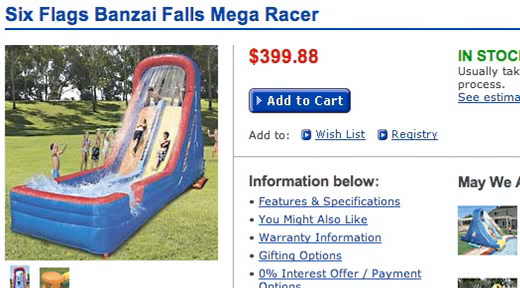 Six Flags Banzai Falls Mega Racer
$399.88
Add to Cart
Add to:
Wish List
Registry
IN STOC
Usually tak
process.
See estima
Information below:
• Features & Specifications
• You Might Also Like
• Warranty Information
• Gifting Options
• 0% Interest Offer / Payment
Options
May We A